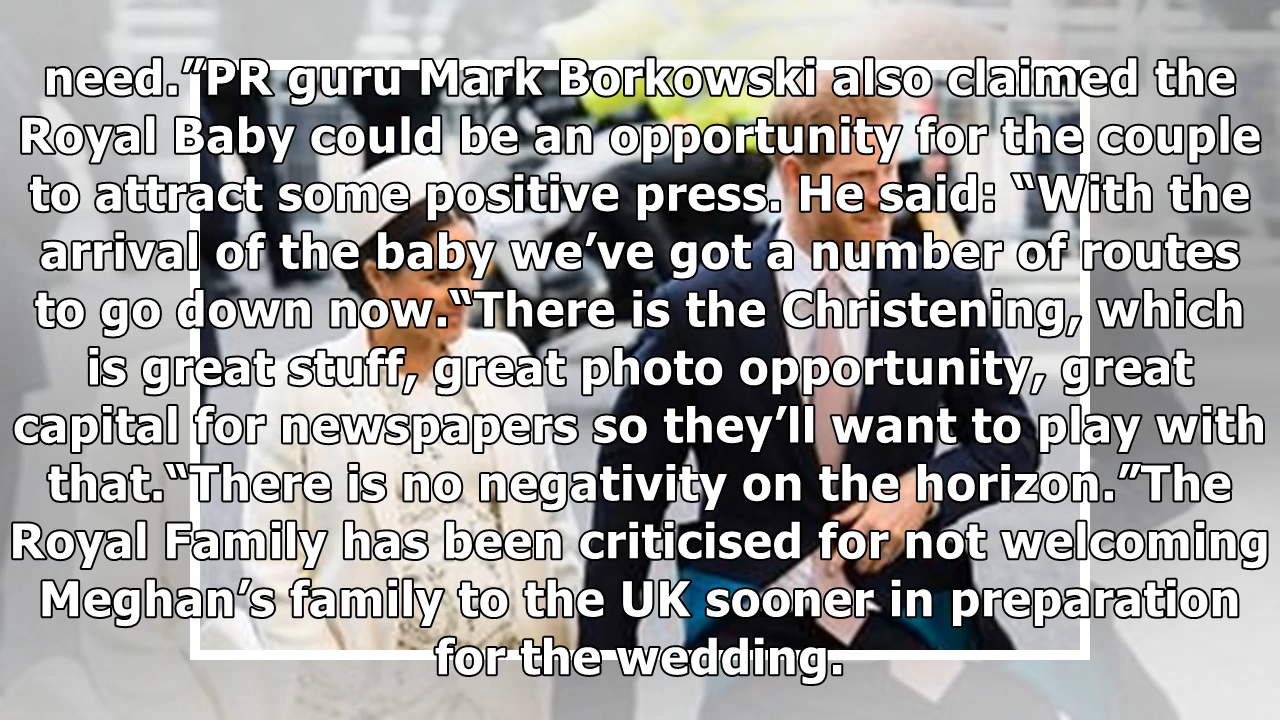 need.”PR guru Mark Borkowski also claimed the
Royal Baby could be an opportunity for the couple
to attract some positive press. He said: “With the
arrival of the baby we’ve got a number of routes
to go down now.“There is the Christening, which
is great stuff, great photo opportunity, great
capital for newspapers so they’ll want to play with
that.“There is no negativity on the horizon.”The
Royal Family has been criticised for not welcoming
Meghan’s family to the UK sooner in preparation
for the wedding.